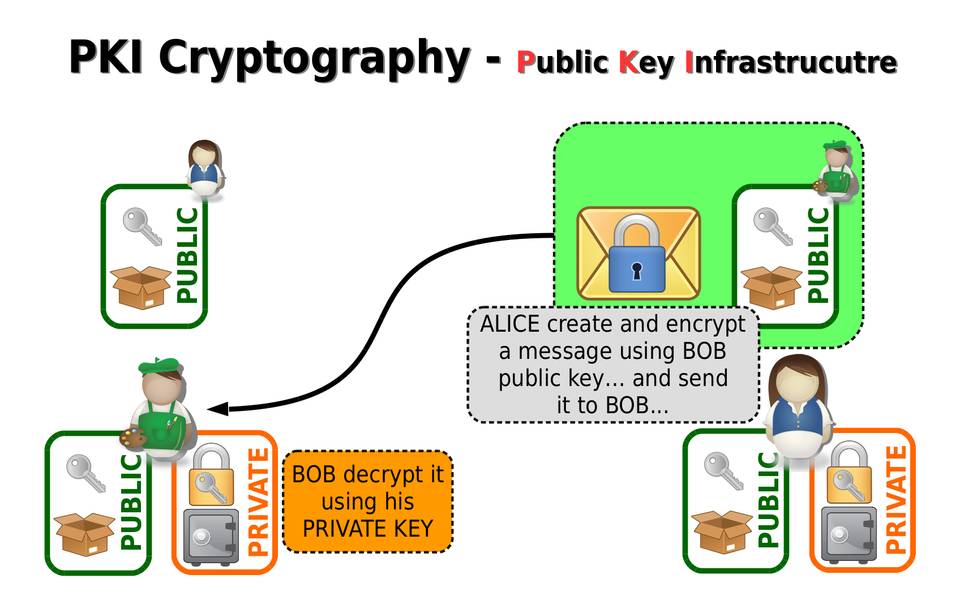 PKI Cryptography - Public Key Infrastrucutre
PUBLIC
PUBLIC
ALICE create and encrypt
a message using BOB
public key... and send
it to BOB...
PUBLIC
PRIVATE
BOB decrypt it
using his
PRIVATE KEY
PUBLIC
PRIVATE